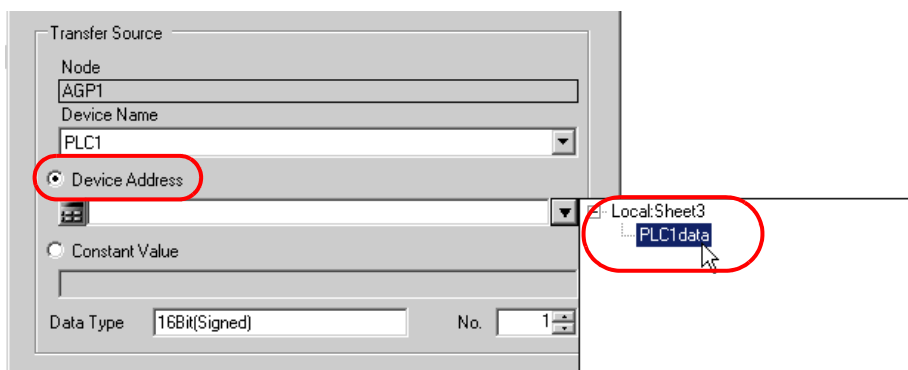 Transfer Source
Node
AGP1
Device Name
PLC1
Device Address
Local:Sheet3
PLC1data
Constant Value
Data Type 16Bit(Signed) No. 1